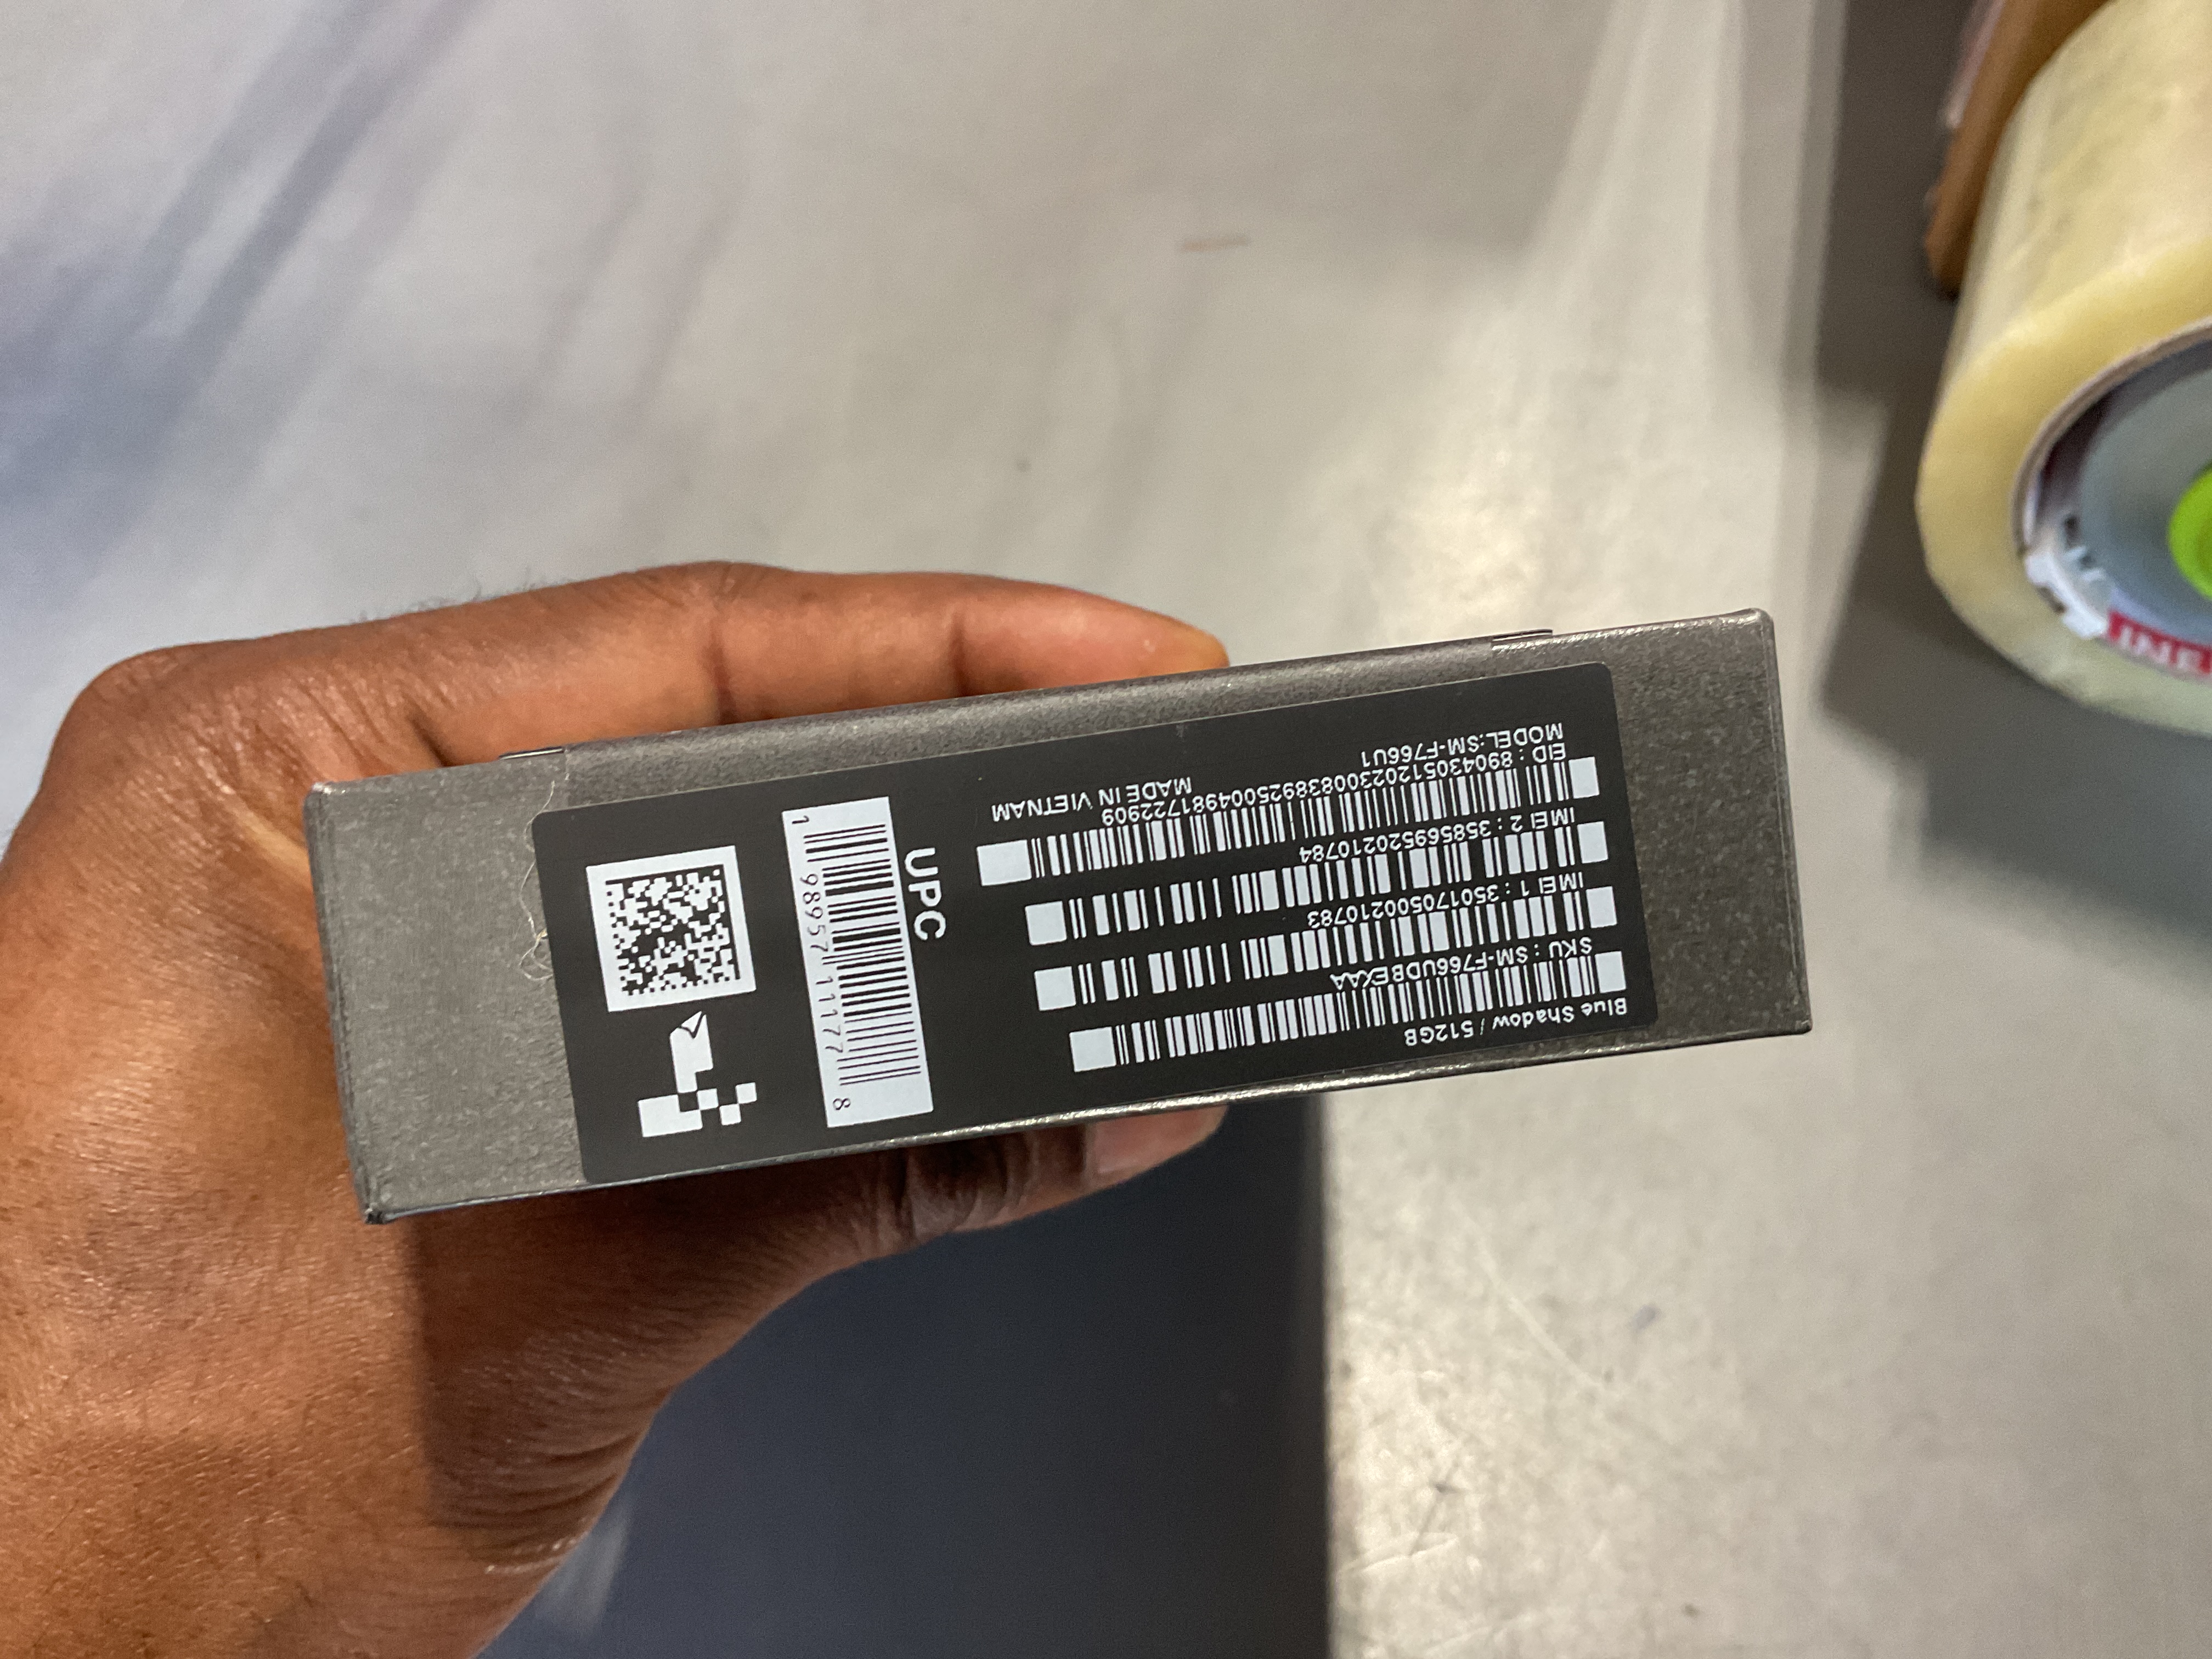 Blue Shadow / 512GB
SKU : SM-F766UDBEXAA
IMEI 1 : 350170500210783
IMEI 2 : 358569520210784
EID : 89043051202300838925004981722909
MODEL:SM-F766U1
MADE IN VIETNAM
UPC
1 98957 11177 8